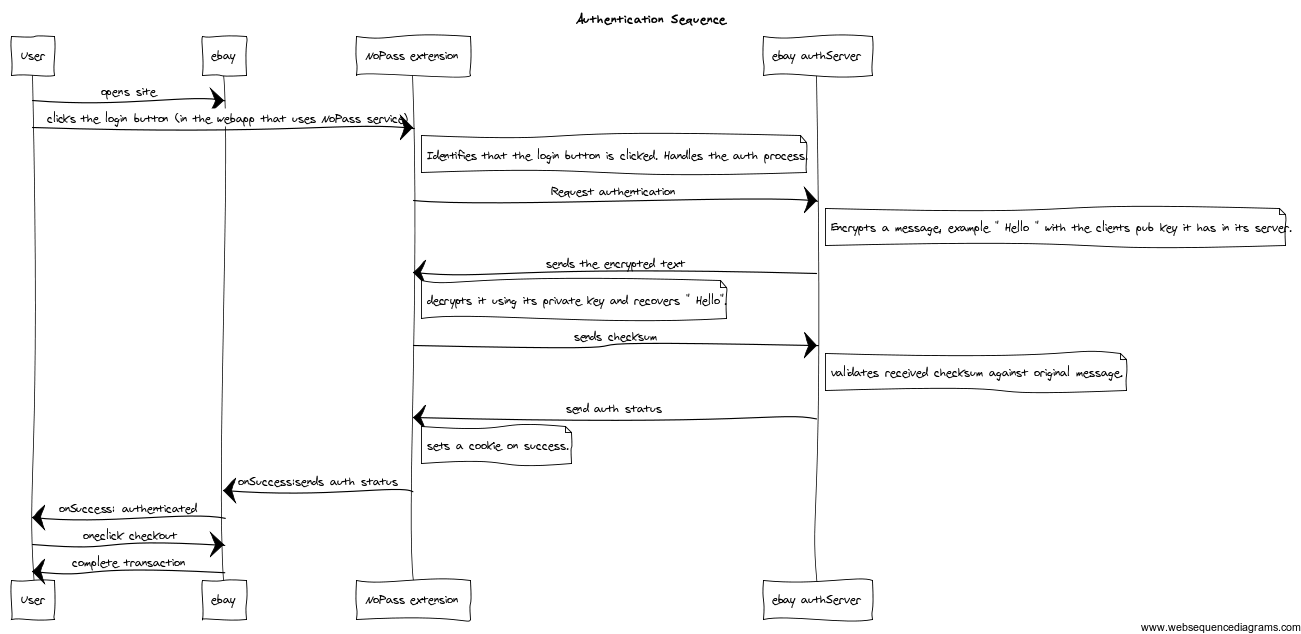 Authentication Sequence
User
ebay
NoPass extension
ebay authServer
opens site
clicks the login button (in the webapp that uses NoPass service)
Identifies that the login button is clicked. Handles the auth process.
Request authentication
Encrypts a message, example " Hello " with the clients pub key it has in its server.
sends the encrypted text
decrypts it using its private key and recovers " Hello".
sends checksum
validates received checksum against original message.
send auth status
sets a cookie on success.
onSuccess:sends auth status
onSuccess: authenticated
oneclick checkout
complete transaction
User
ebay
NoPass extension
ebay authServer
www.websequencediagrams.com